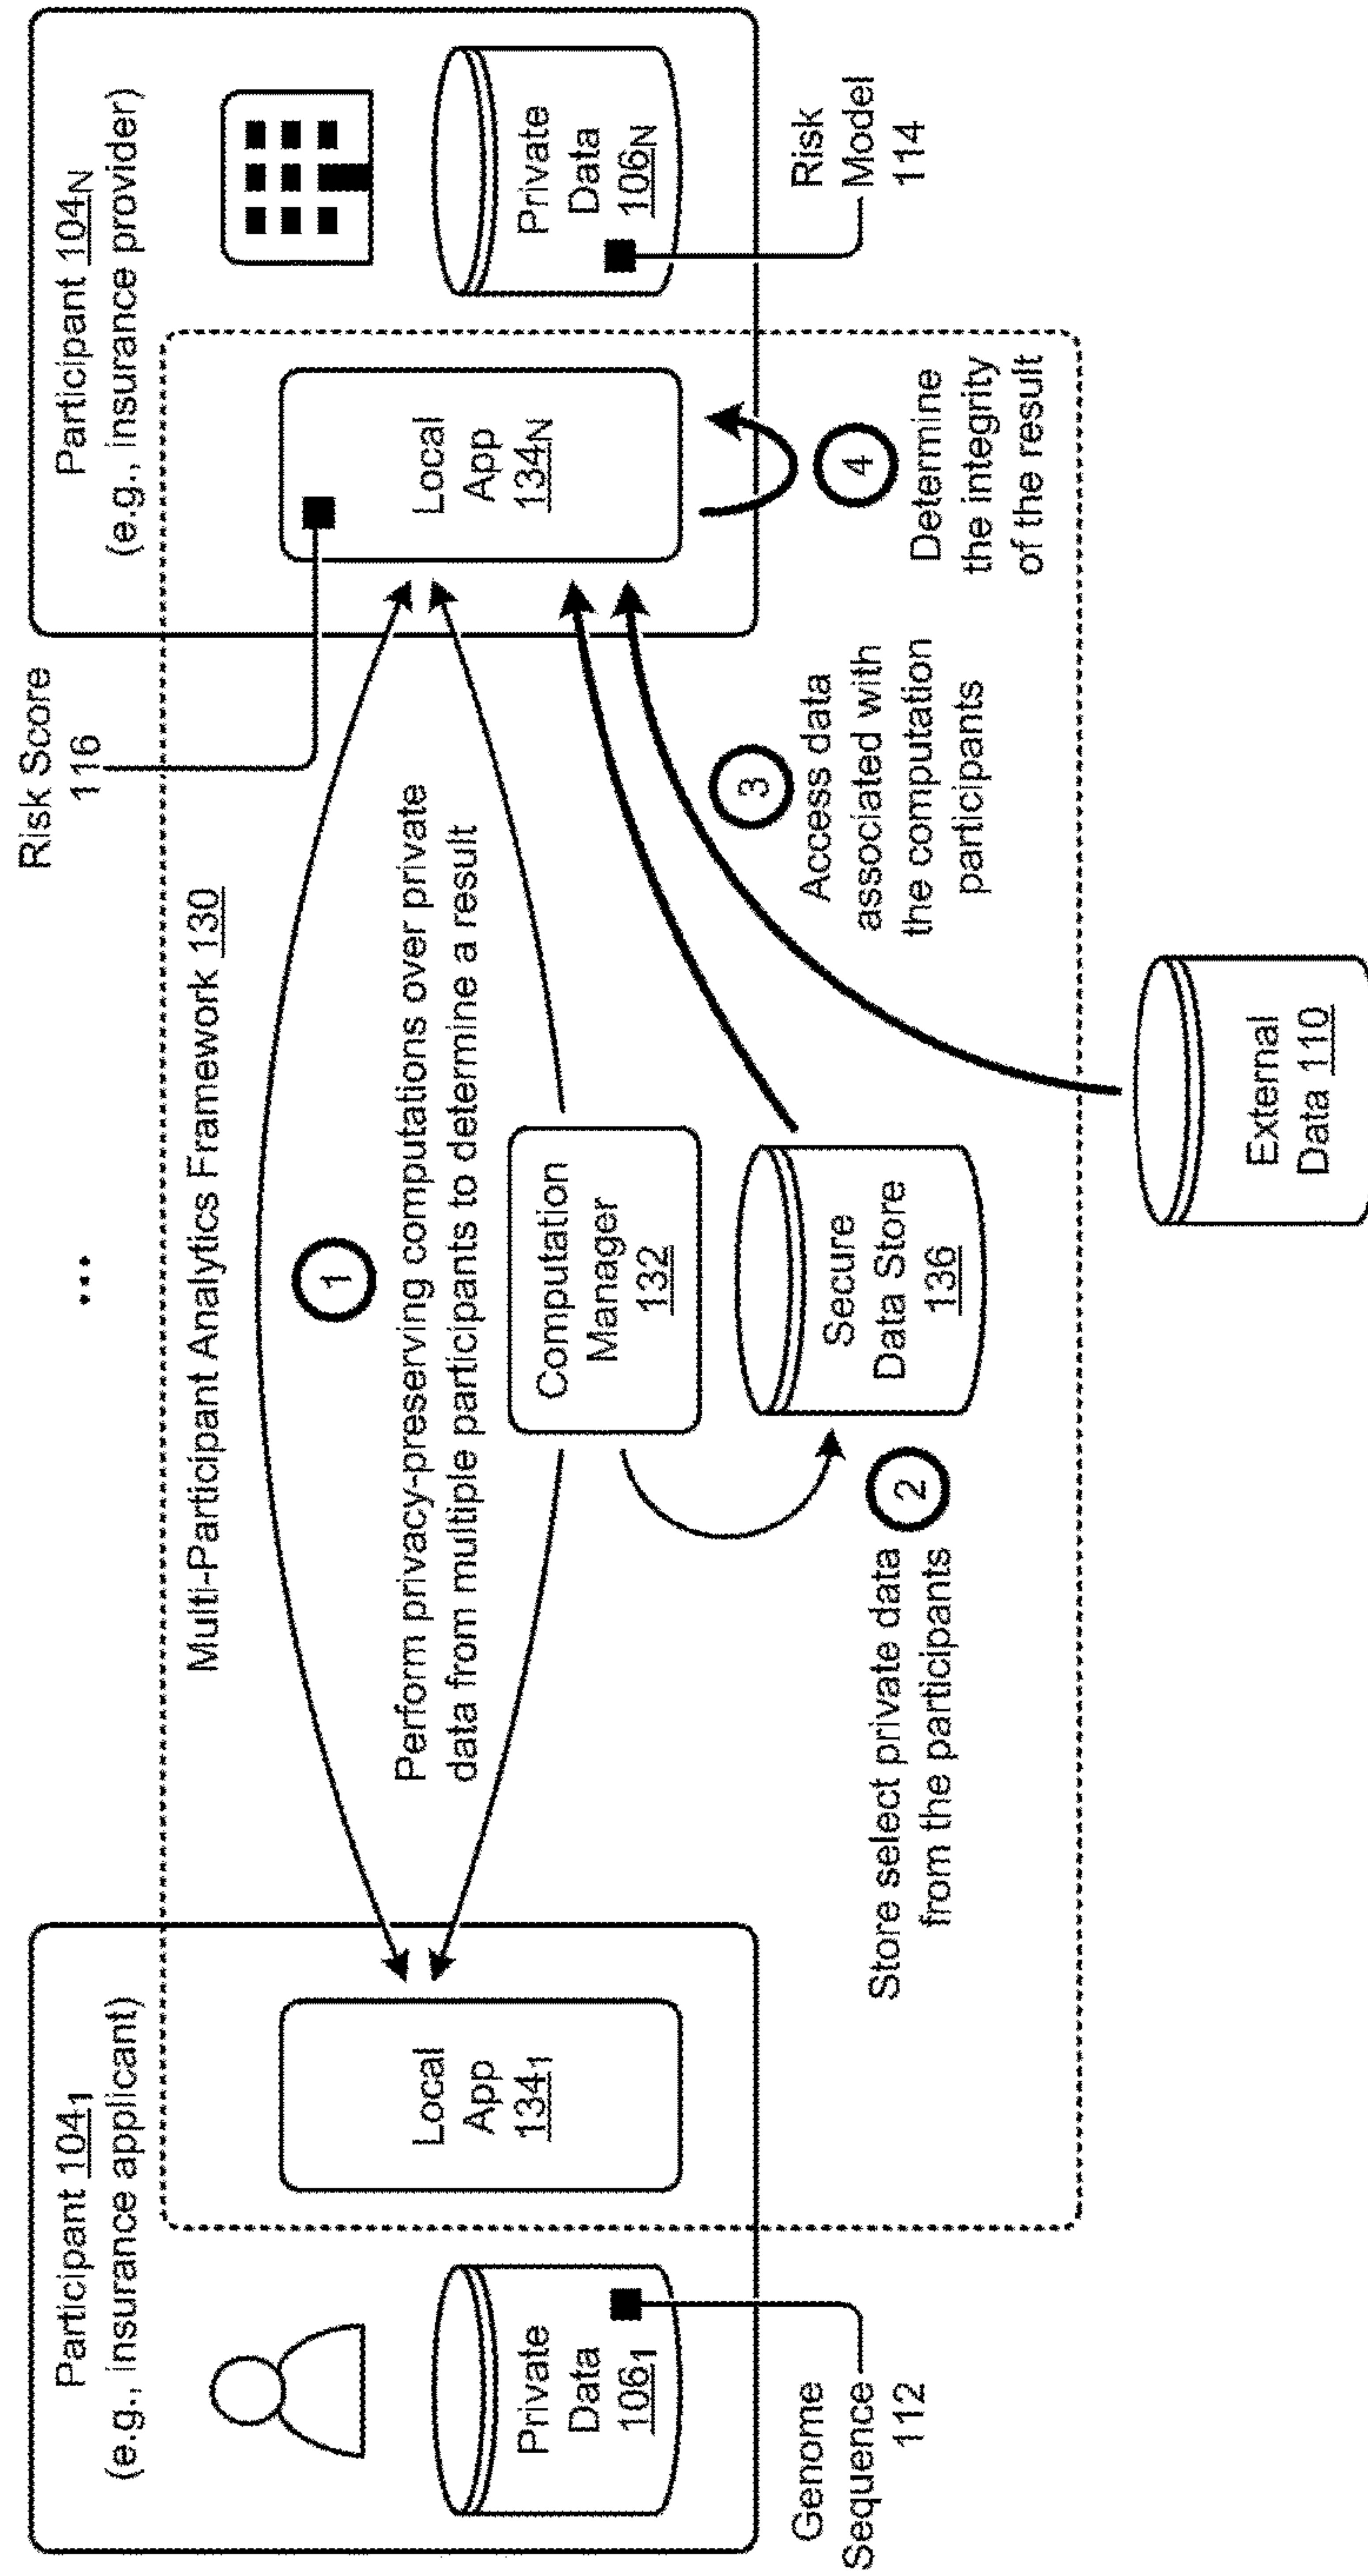 Participant 104₁
(e.g., insurance applicant)
Private
Data
106₁
Genome
Sequence
112
Local
App
134₁
...
Multi-Participant Analytics Framework 130
1
Perform privacy-preserving computations over private
data from multiple participants to determine a result
Computation
Manager
132
Secure
Data Store
136
2
Store select private data
from the participants
External
Data 110
3
Access data
associated with
the computation
participants
Risk Score
116
Participant 104N
(e.g., insurance provider)
Local
App
134N
Private
Data
106N
Risk
Model
114
4
Determine
the integrity
of the result